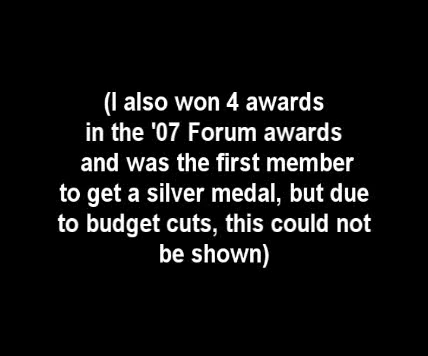 (I also won 4 awards
in the '07 Forum awards
and was the first member
to get a silver medal, but due
to budget cuts, this could not
be shown)